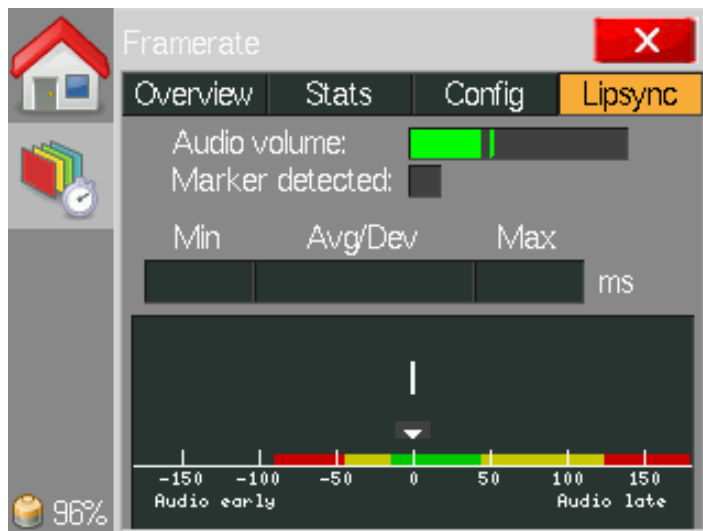 Framerate
Overview Stats Config Lipsync
Audio volume:
Marker detected:
Min Avg/Dev Max
ms
-150 -100 -50 0 50 100 150
Audio early Audio late
96%